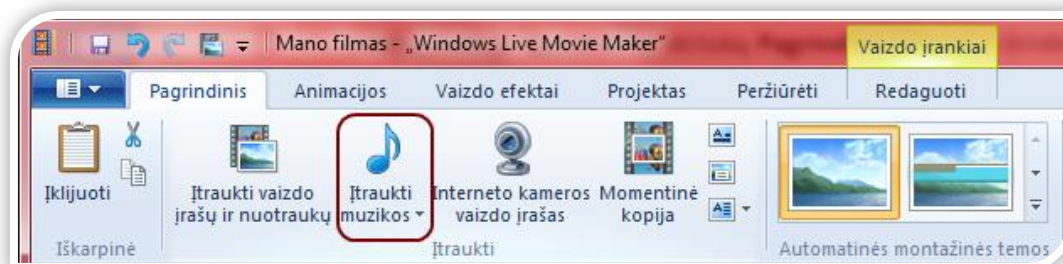 Mano filmas - „Windows Live Movie Maker“
Vaizdo įrankiai
Pagrindinis Animacijos Vaizdo efektai Projektas Peržiūrėti Redaguoti
Įklijuoti
Įtraukti vaizdo
įrašų ir nuotraukų
Įtraukti
muzikos
Interneto kameros
vaizdo įrašas
Momentinė
kopija
Iškarpinė
Įtraukti
Automatinės montažinės temos